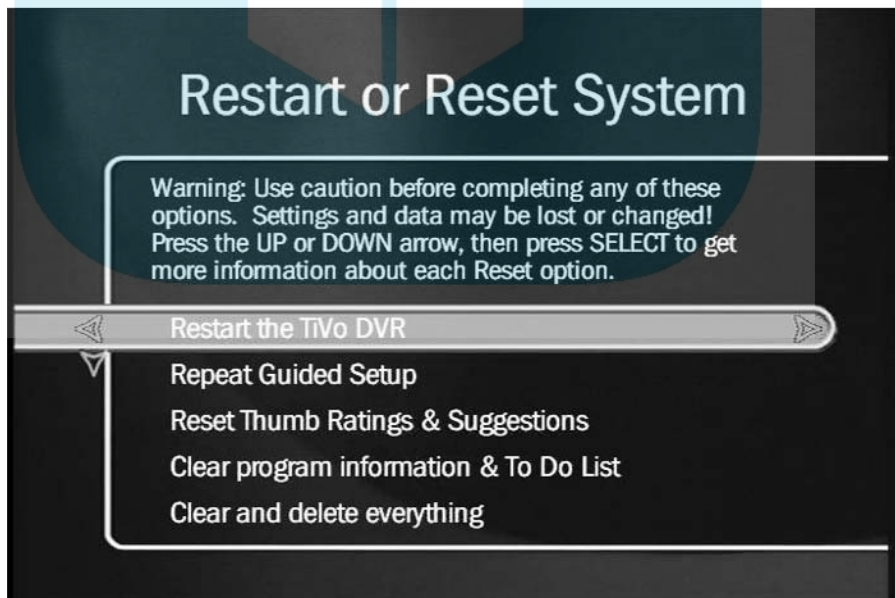 Restart or Reset System
Warning: Use caution before completing any of these
options.  Settings and data may be lost or changed!
Press the UP or DOWN arrow, then press SELECT to get
more information about each Reset option.
Restart the TiVo DVR
Repeat Guided Setup
Reset Thumb Ratings & Suggestions
Clear program information & To Do List
Clear and delete everything